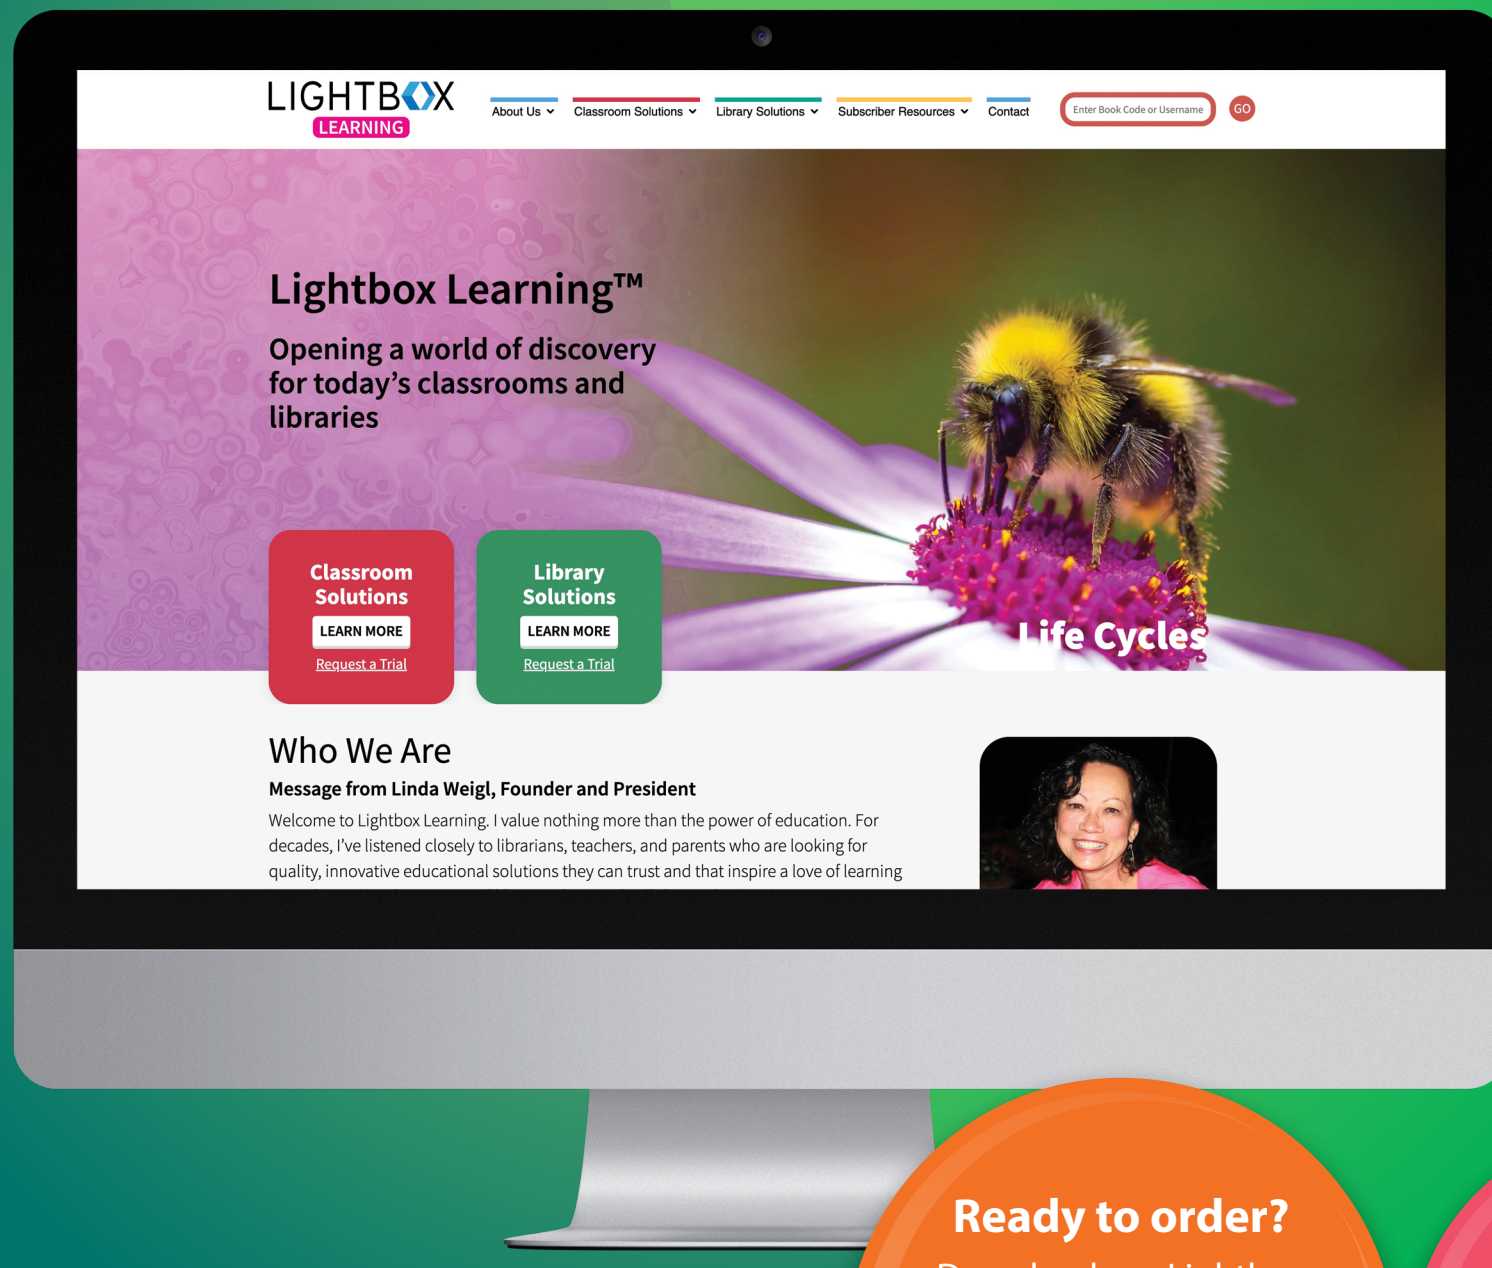 LIGHTBOX
LEARNING
About Us
Classroom Solutions
Library Solutions
Subscriber Resources
Contact
Enter Book Code or Username
GO
Lightbox Learning™
Opening a world of discovery
for today’s classrooms and
libraries
Classroom
Solutions
LEARN MORE
Request a Trial
Library
Solutions
LEARN MORE
Request a Trial
Life Cycles
Who We Are
Message from Linda Weigl, Founder and President
Welcome to Lightbox Learning. I value nothing more than the power of education. For
decades, I’ve listened closely to librarians, teachers, and parents who are looking for
quality, innovative educational solutions they can trust and that inspire a love of learning
Ready to order?